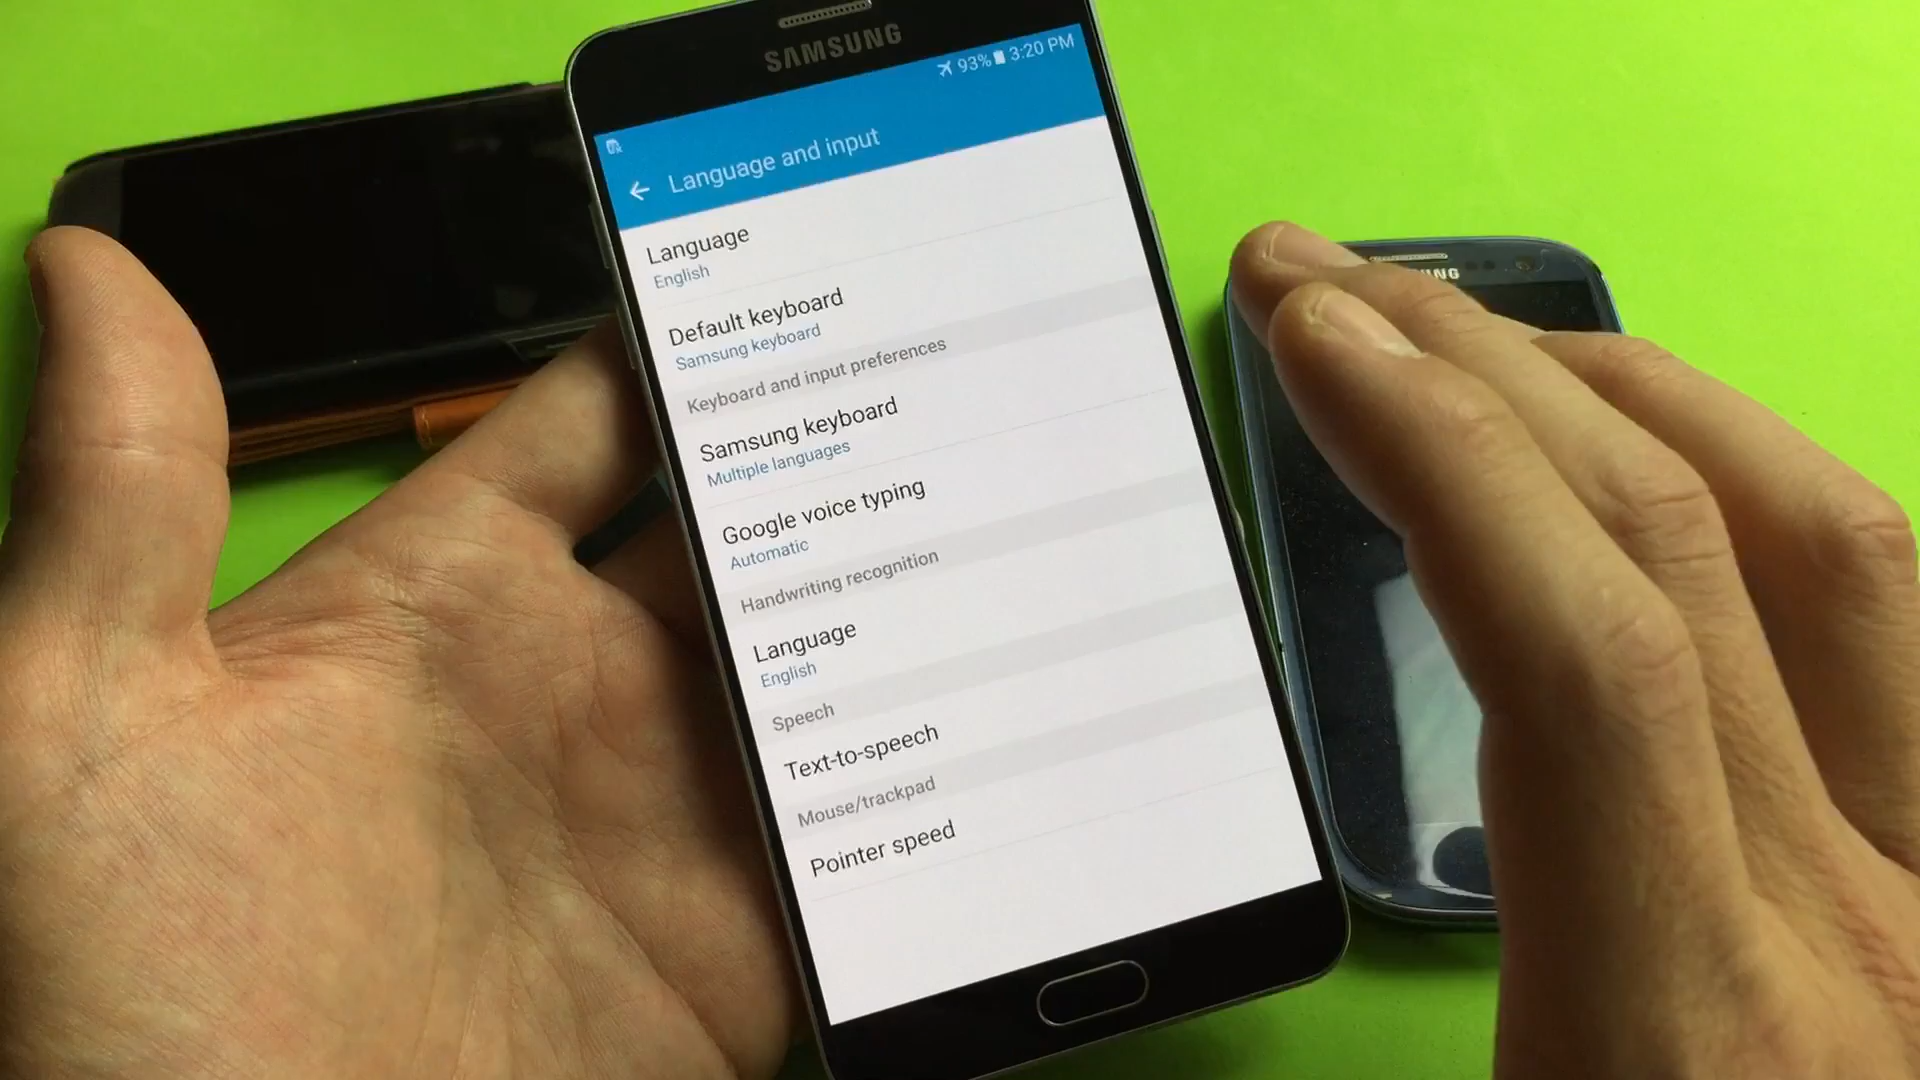 SAMSUNG
93% 3:20 PM
Language and input
Language
English
Default keyboard
Samsung keyboard
Keyboard and input preferences
Samsung keyboard
Multiple languages
Google voice typing
Automatic
Handwriting recognition
Language
English
Speech
Text-to-speech
Mouse/trackpad
Pointer speed